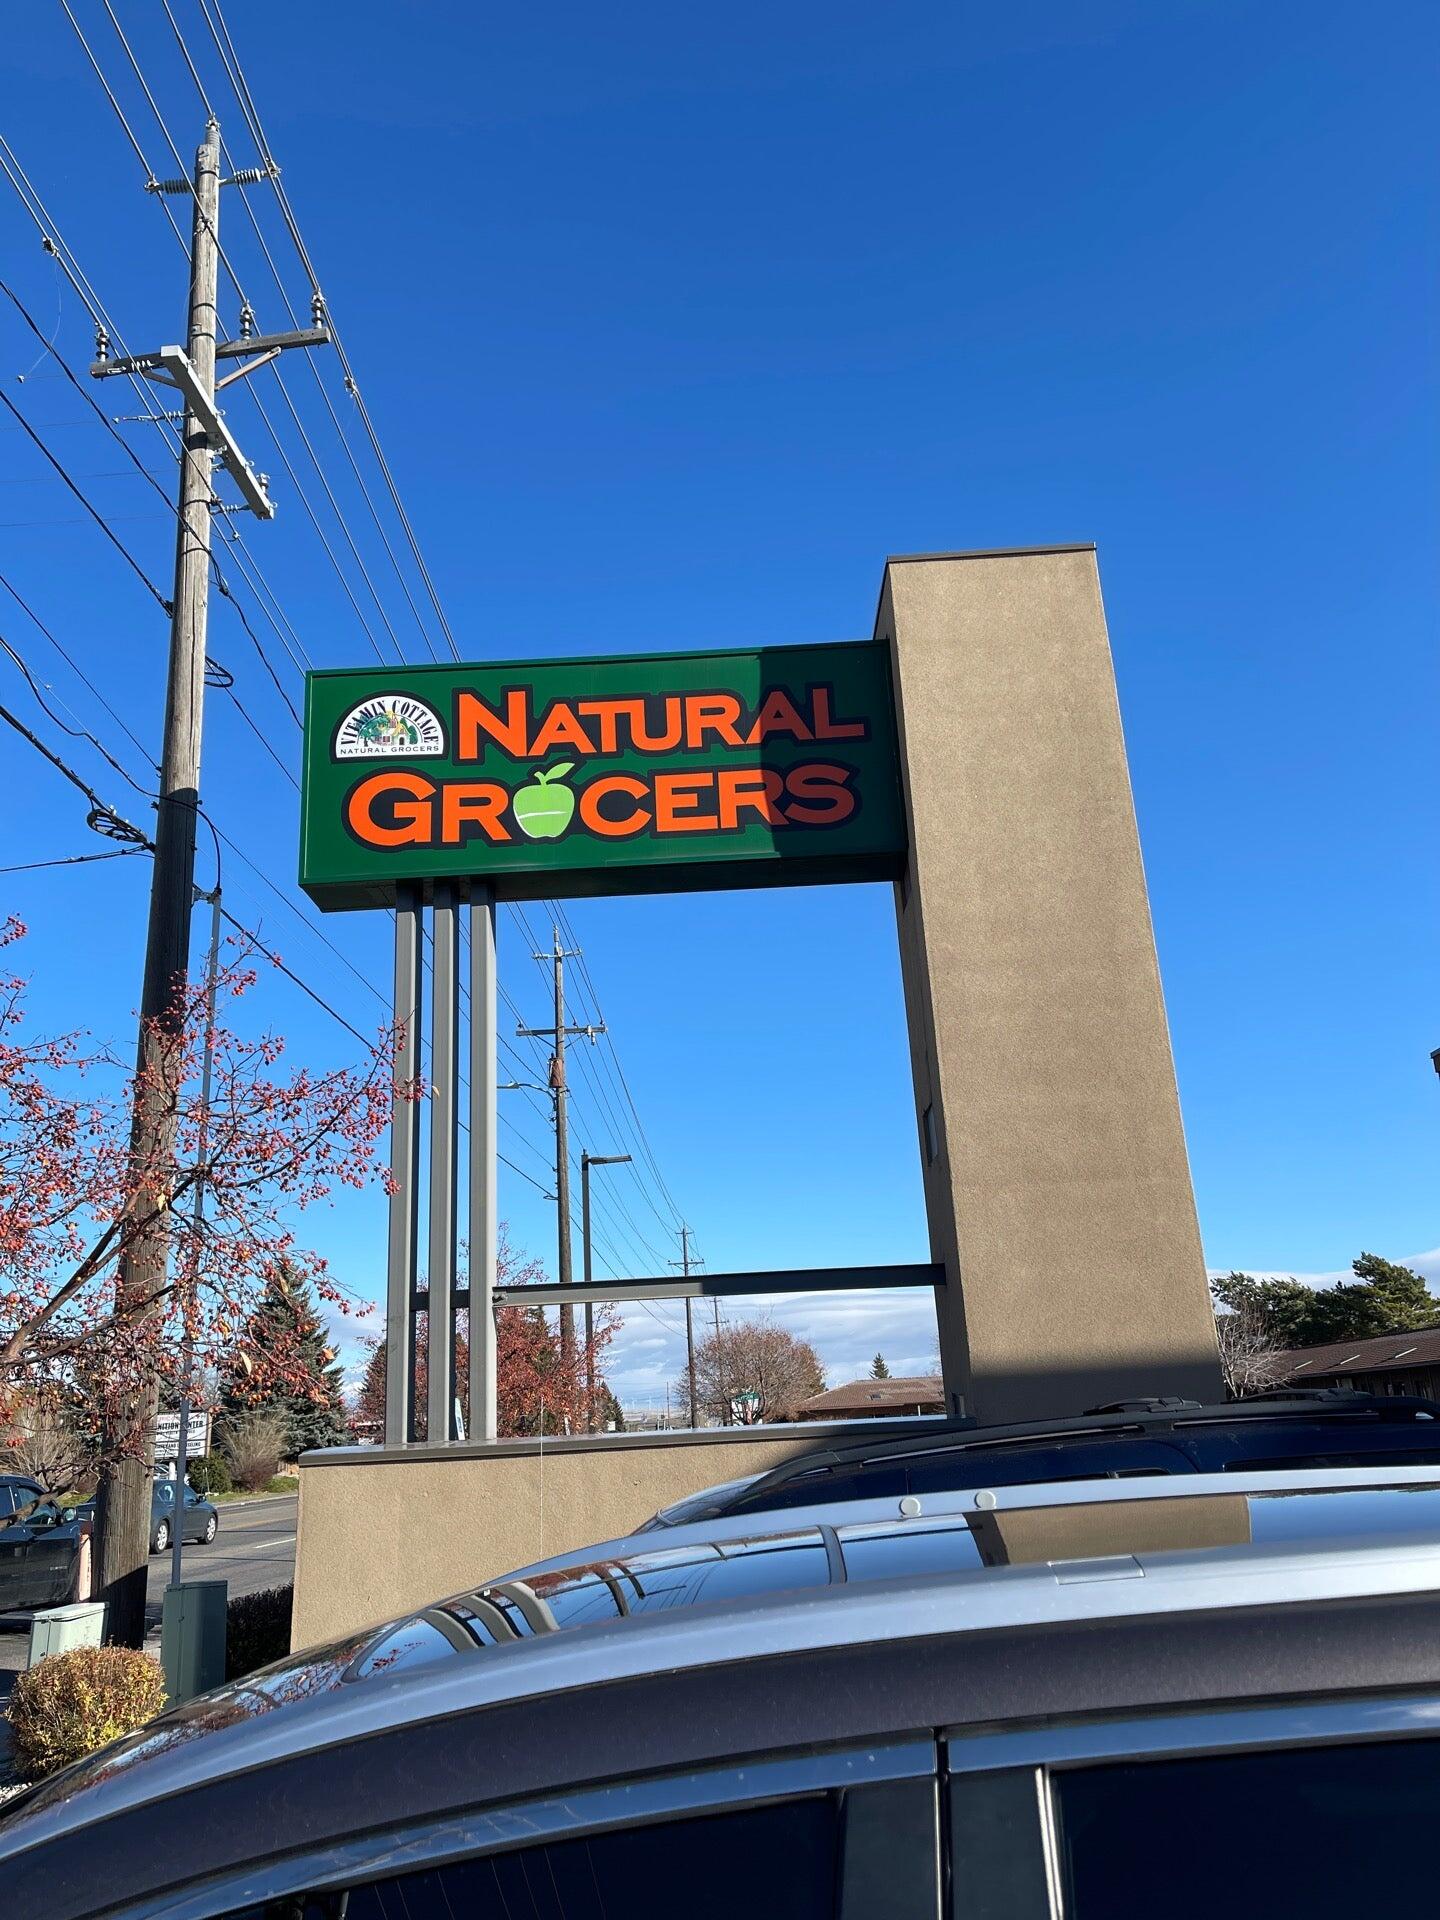 VITAMIN COTTAGE
NATURAL GROCERS
NATURAL
GROCERS